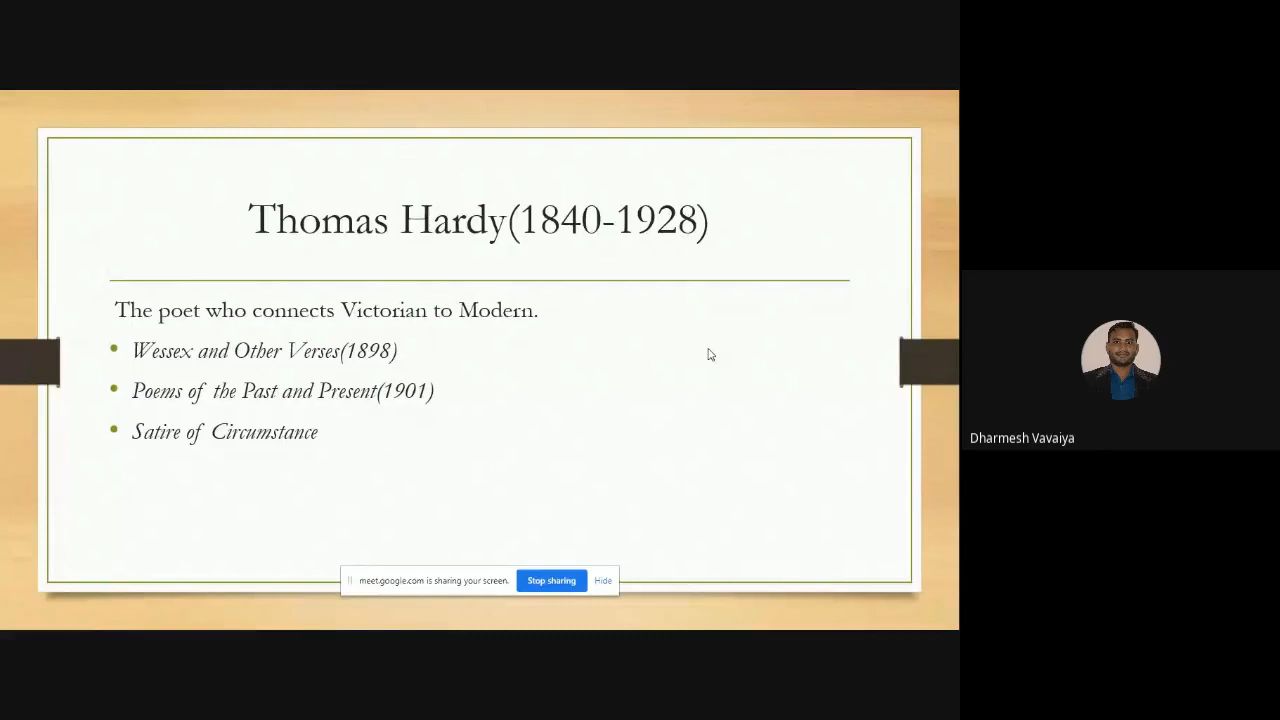 Thomas Hardy(1840-1928)
The poet who connects Victorian to Modern.
Wessex and Other Verses(1898)
Poems of the Past and Present(1901)
Satire of Circumstance
meet.google.com is sharing your screen. Stop sharing Hide
Dharmesh Vavaiya